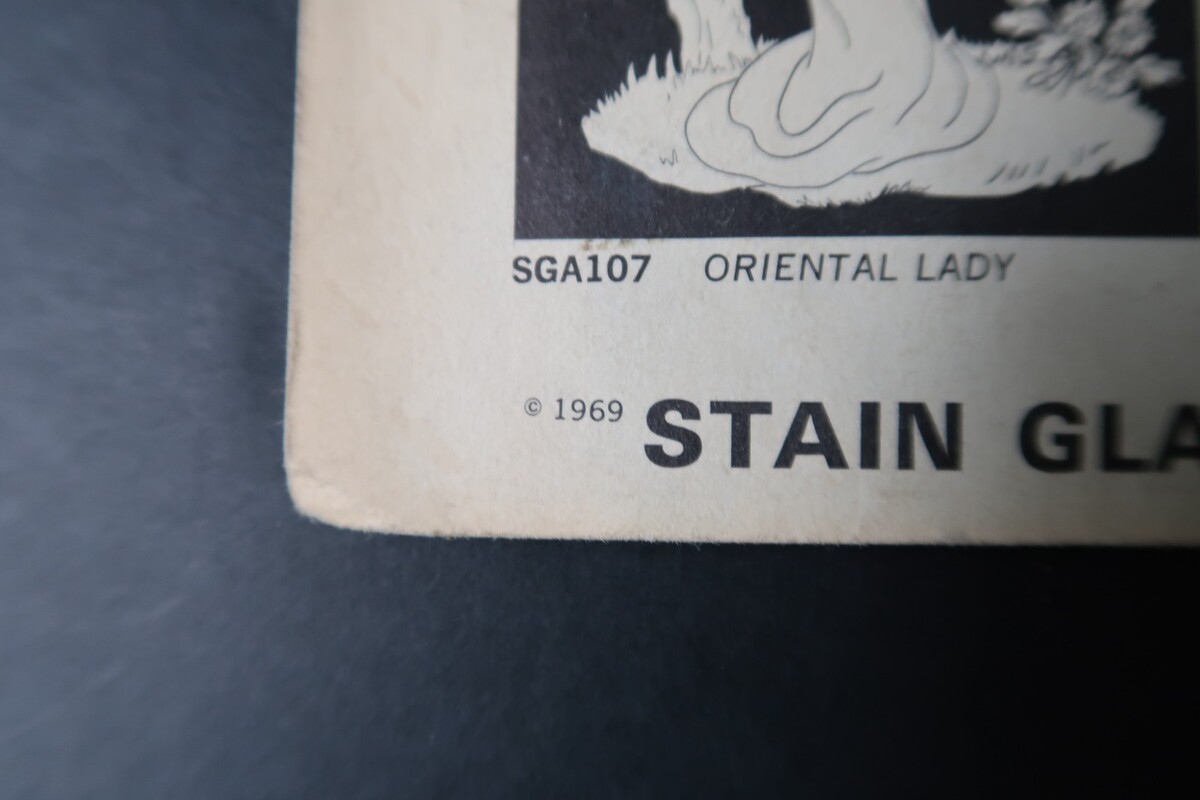 SGA107 ORIENTAL LADY
© 1969 STAIN GLA